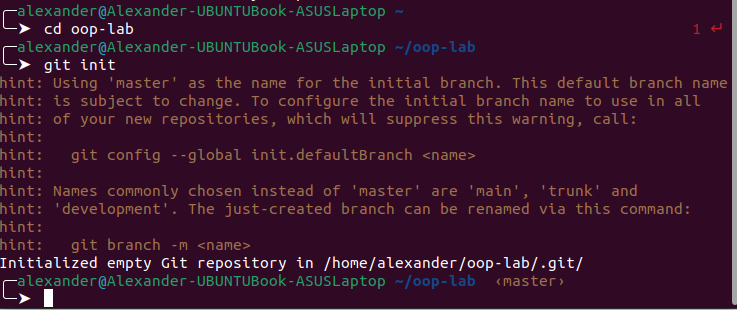 alexander@Alexander-UBUNTUBook-ASUSLaptop ~
➤ cd oop-lab 1 ↵
alexander@Alexander-UBUNTUBook-ASUSLaptop ~/oop-lab
➤ git init
hint: Using 'master' as the name for the initial branch. This default branch name
hint: is subject to change. To configure the initial branch name to use in all
hint: of your new repositories, which will suppress this warning, call:
hint:
hint:   git config --global init.defaultBranch <name>
hint:
hint: Names commonly chosen instead of 'master' are 'main', 'trunk' and
hint: 'development'. The just-created branch can be renamed via this command:
hint:
hint:   git branch -m <name>
Initialized empty Git repository in /home/alexander/oop-lab/.git/
alexander@Alexander-UBUNTUBook-ASUSLaptop ~/oop-lab ‹master›
➤